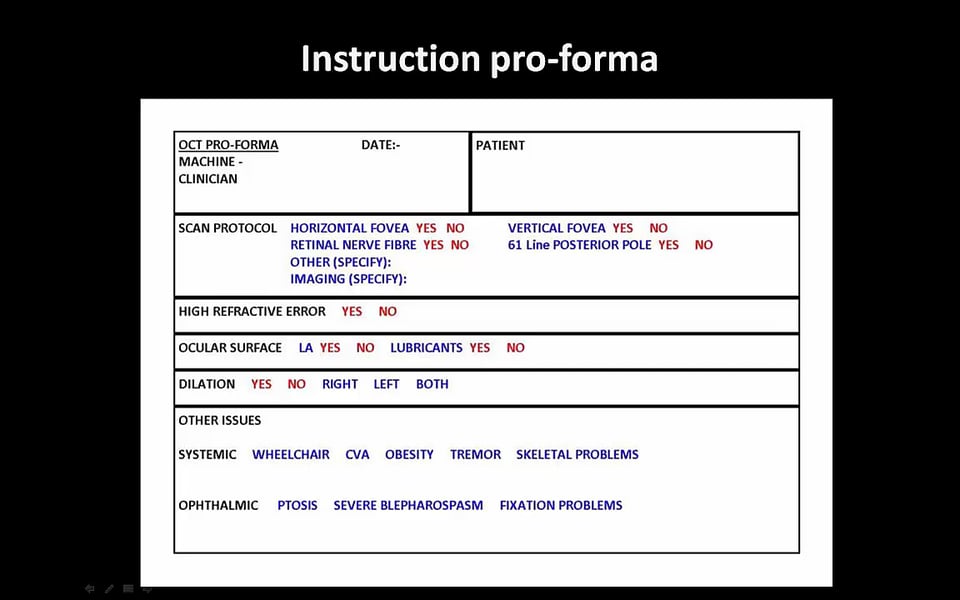 Instruction pro-forma
OCT PRO-FORMA DATE:- PATIENT
MACHINE -
CLINICIAN
SCAN PROTOCOL HORIZONTAL FOVEA YES NO VERTICAL FOVEA YES NO
RETINAL NERVE FIBRE YES NO 61 Line POSTERIOR POLE YES NO
OTHER (SPECIFY):
IMAGING (SPECIFY):
HIGH REFRACTIVE ERROR YES NO
OCULAR SURFACE LA YES NO LUBRICANTS YES NO
DILATION YES NO RIGHT LEFT BOTH
OTHER ISSUES
SYSTEMIC WHEELCHAIR CVA OBESITY TREMOR SKELETAL PROBLEMS
OPHTHALMIC PTOSIS SEVERE BLEPHAROSPASM FIXATION PROBLEMS